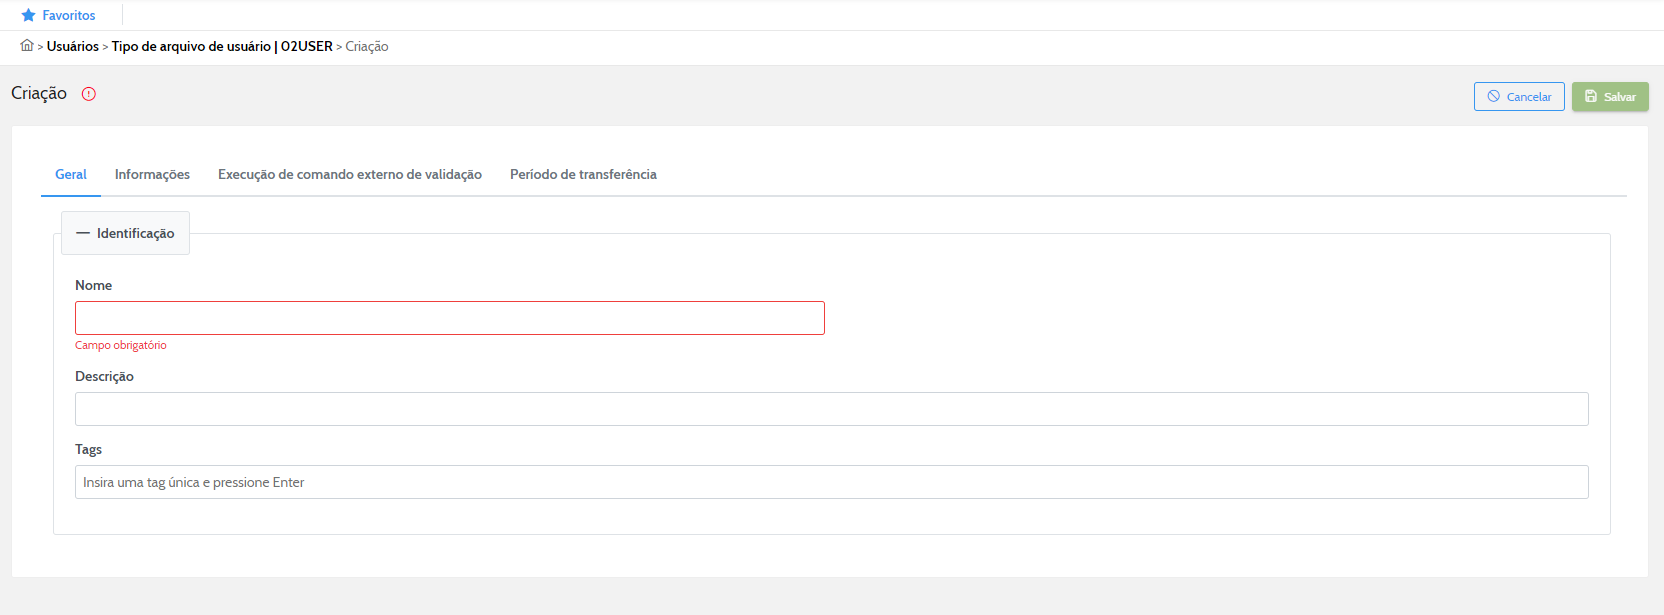 Favoritos
> Usuários > Tipo de arquivo de usuário | 02USER > Criação
Criação
Cancelar
Salvar
Geral Informações Execução de comando externo de validação Período de transferência
— Identificação
Nome
Campo obrigatório
Descrição
Tags
Insira uma tag única e pressione Enter